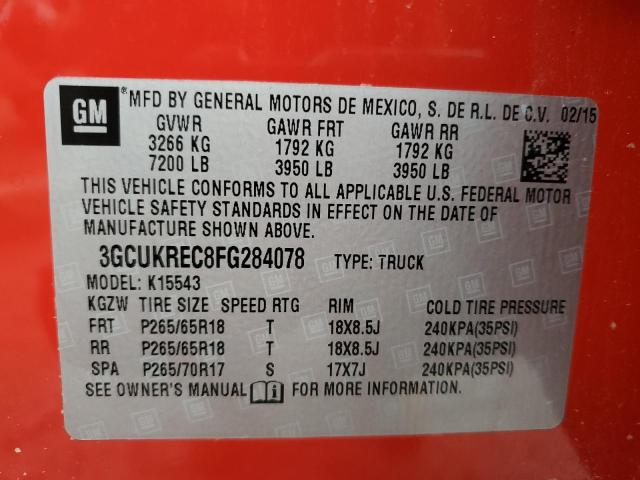 GM
MFD BY GENERAL MOTORS DE MEXICO, S. DE R.L. DE C.V. 02/15
GVWR GAWR FRT GAWR RR
3266 KG 1792 KG 1792 KG
7200 LB 3950 LB 3950 LB
THIS VEHICLE CONFORMS TO ALL APPLICABLE U.S. FEDERAL MOTOR
VEHICLE SAFETY STANDARDS IN EFFECT ON THE DATE OF
MANUFACTURE SHOWN ABOVE.
3GCUKREC8FG284078 TYPE: TRUCK
MODEL: K15543
KGZW TIRE SIZE SPEED RTG RIM COLD TIRE PRESSURE
FRT P265/65R18 T 18X8.5J 240KPA(35PSI)
RR P265/65R18 T 18X8.5J 240KPA(35PSI)
SPA P265/70R17 S 17X7J 240KPA(35PSI)
SEE OWNER'S MANUAL FOR MORE INFORMATION.